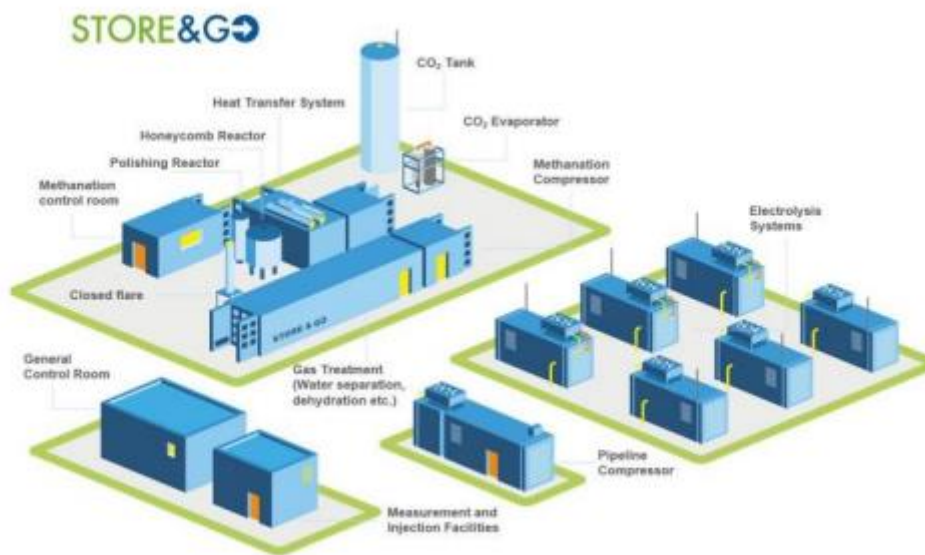 STORE&GO
CO₂ Tank
Heat Transfer System
CO₂ Evaporator
Honeycomb Reactor
Polishing Reactor
Methanation
Compressor
Methanation
control room
Electrolysis
Systems
Closed flare
STORE & GO
General
Control Room
Gas Treatment
(Water separation,
dehydration etc.)
Pipeline
Compressor
Measurement and
Injection Facilities